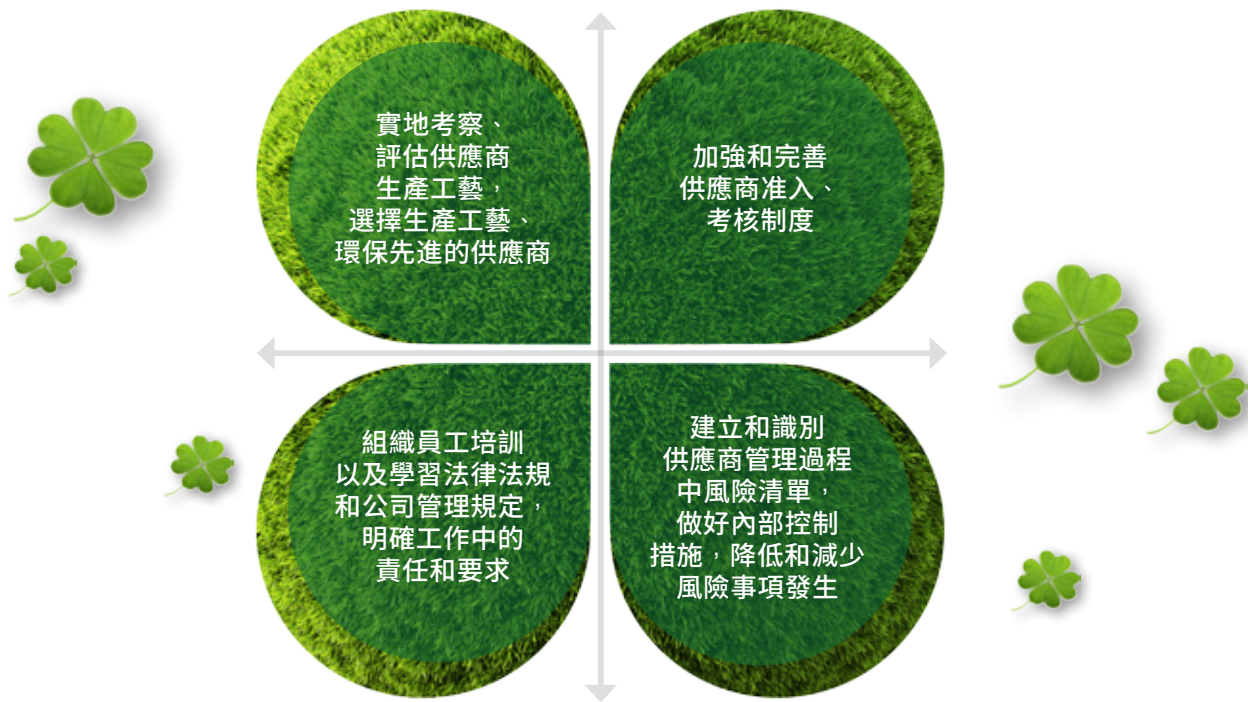 實地考察、
評估供應商
生產工藝，
選擇生產工藝、
環保先進的供應商
加強和完善
供應商准入、
考核制度
組織員工培訓
以及學習法律法規
和公司管理規定，
明確工作中的
責任和要求
建立和識別
供應商管理過程
中風險清單，
做好內部控制
措施，降低和減少
風險事項發生